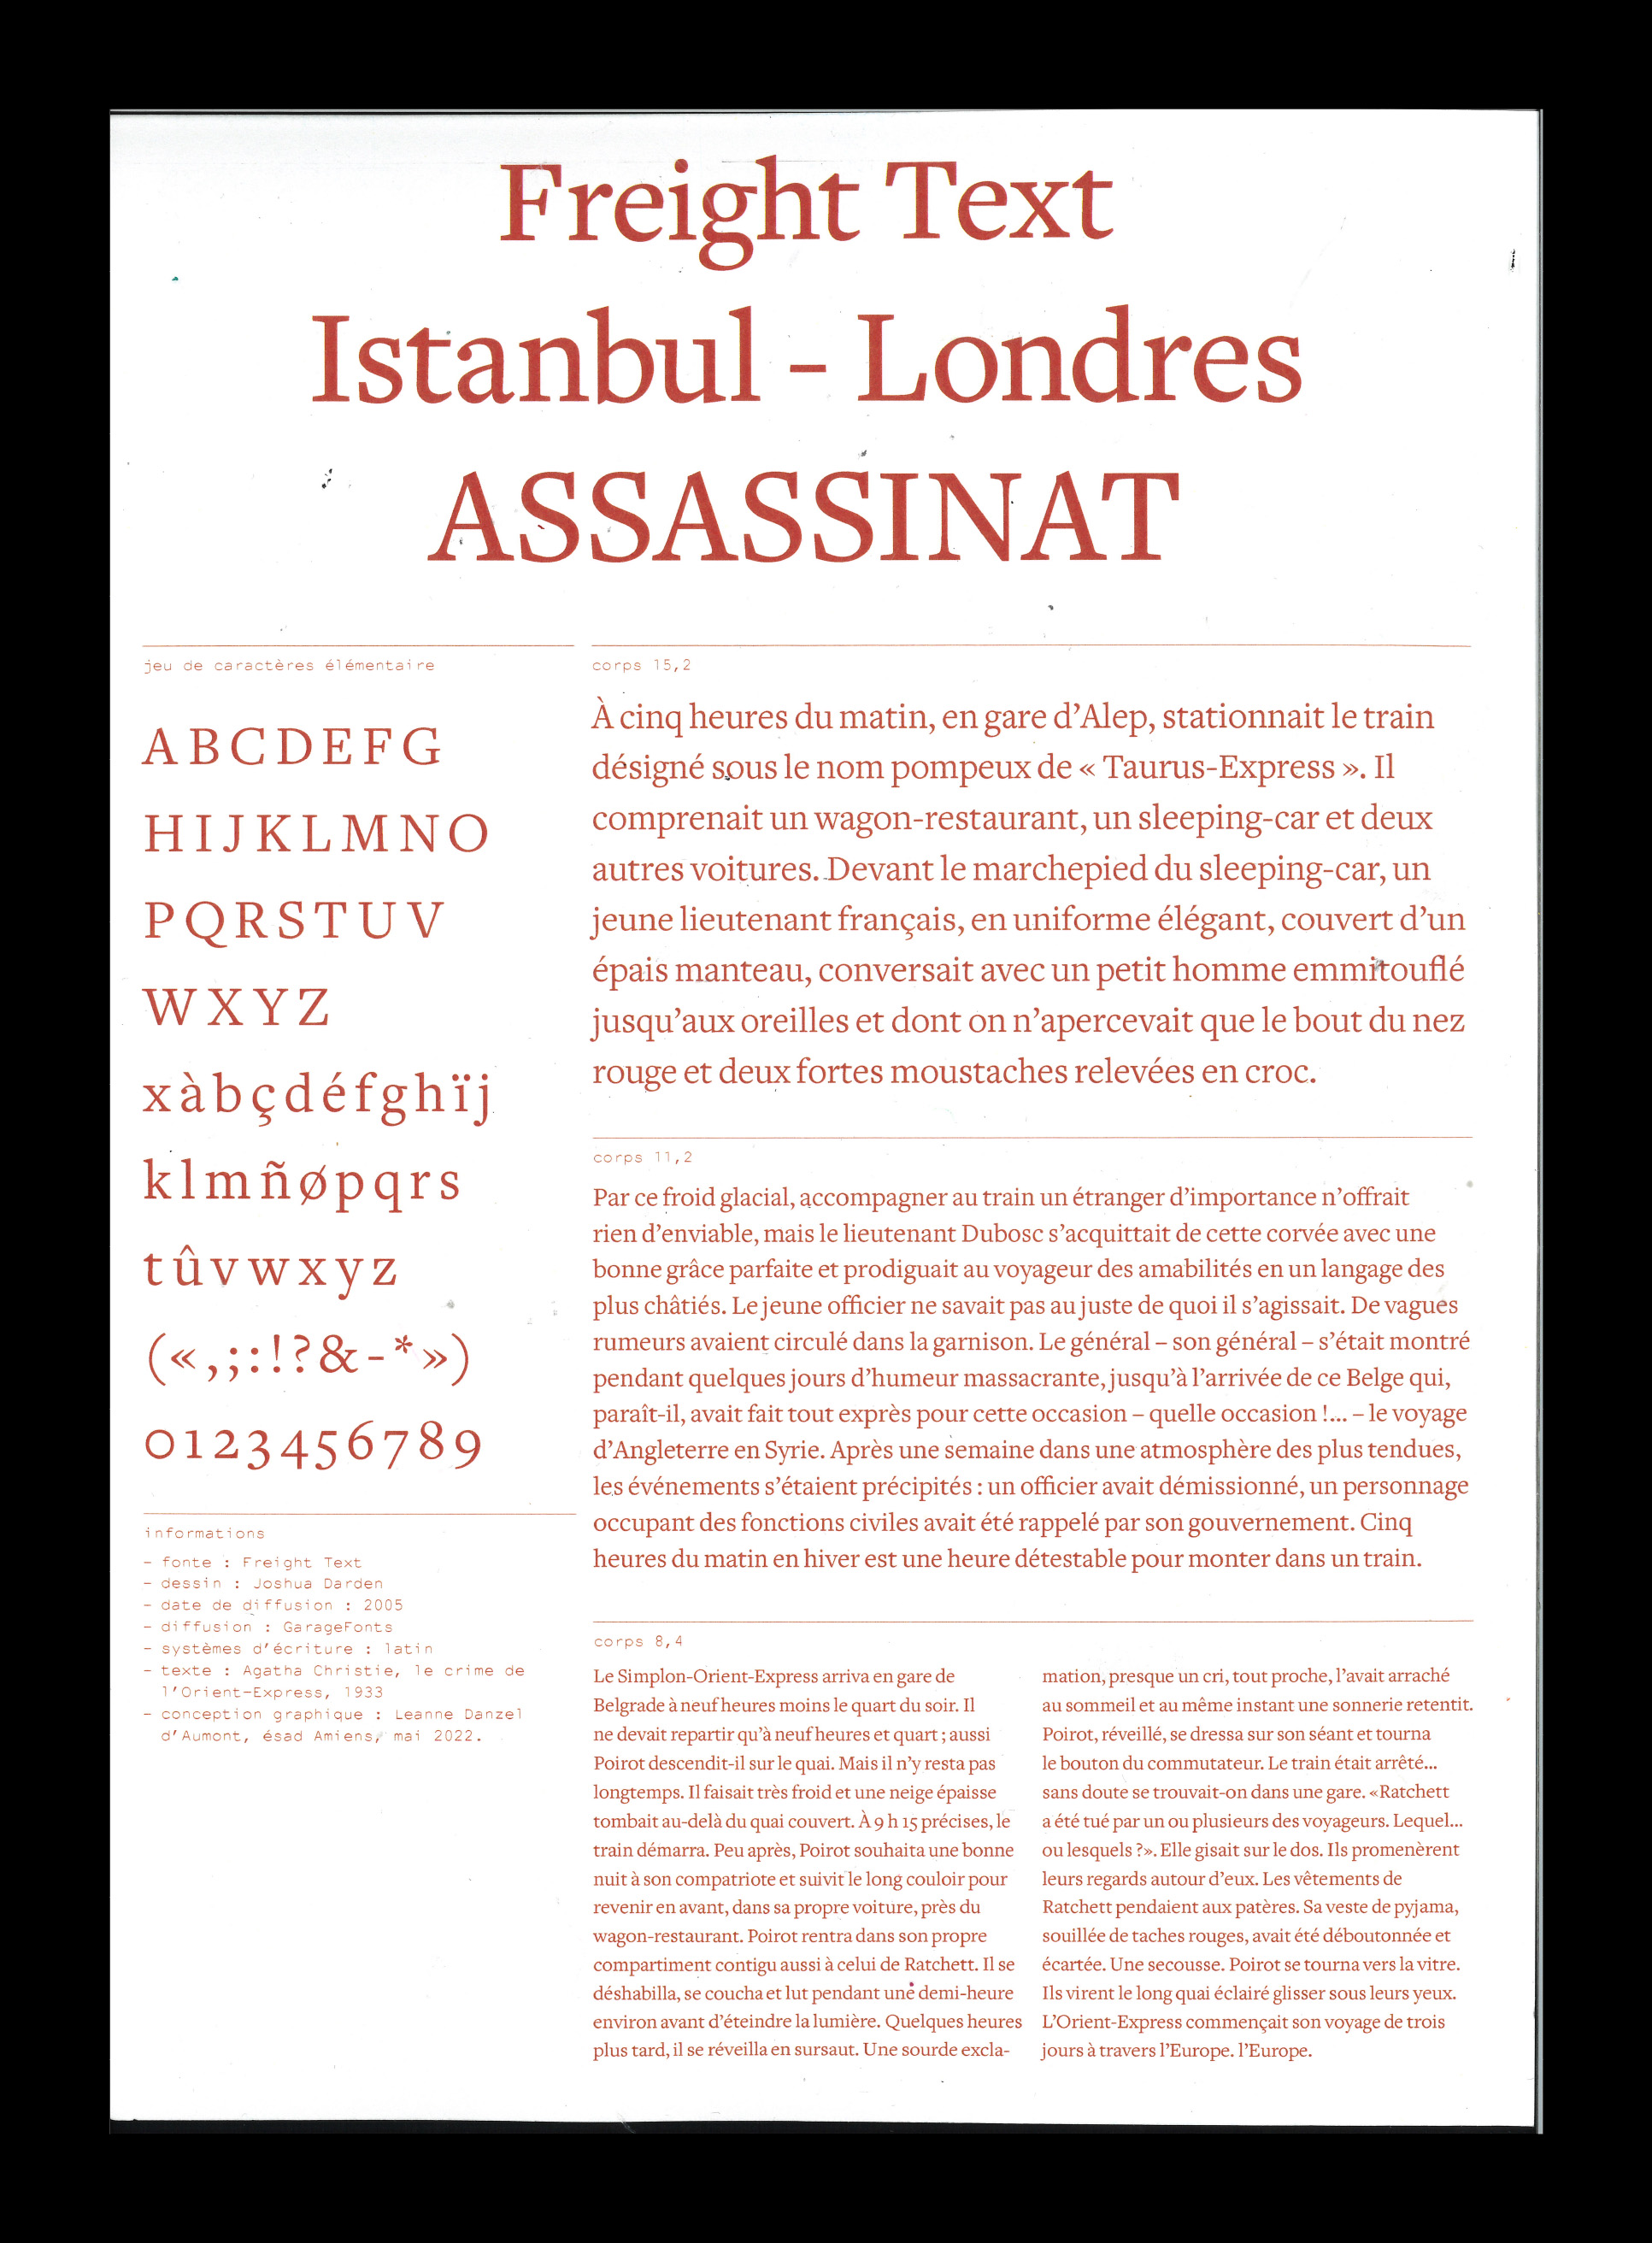 Freight Text
Istanbul - Londres
ASSASSINAT
jeu de caractères élémentaire
A B C D E F G
H I J K L M N O
P Q R S T U V
W X Y Z
x à b ç d é f g h ï j
k l m ñ ø p q r s
t û v w x y z
(« , ; : ! ? & - * »)
0 1 2 3 4 5 6 7 8 9
informations
– fonte : Freight Text
– dessin : Joshua Darden
– date de diffusion : 2005
– diffusion : GarageFonts
– systèmes d’écriture : latin
– texte : Agatha Christie, le crime de
l’Orient-Express, 1933
– conception graphique : Leanne Danzel
d’Aumont, ésad Amiens, mai 2022.
corps 15,2
À cinq heures du matin, en gare d’Alep, stationnait le train
désigné sous le nom pompeux de « Taurus-Express ». Il
comprenait un wagon-restaurant, un sleeping-car et deux
autres voitures. Devant le marchepied du sleeping-car, un
jeune lieutenant français, en uniforme élégant, couvert d’un
épais manteau, conversait avec un petit homme emmitouflé
jusqu’aux oreilles et dont on n’apercevait que le bout du nez
rouge et deux fortes moustaches relevées en croc.
corps 11,2
Par ce froid glacial, accompagner au train un étranger d’importance n’offrait
rien d’enviable, mais le lieutenant Dubosc s’acquittait de cette corvée avec une
bonne grâce parfaite et prodiguait au voyageur des amabilités en un langage des
plus châtiés. Le jeune officier ne savait pas au juste de quoi il s’agissait. De vagues
rumeurs avaient circulé dans la garnison. Le général – son général – s’était montré
pendant quelques jours d’humeur massacrante, jusqu’à l’arrivée de ce Belge qui,
paraît-il, avait fait tout exprès pour cette occasion – quelle occasion !... – le voyage
d’Angleterre en Syrie. Après une semaine dans une atmosphère des plus tendues,
les événements s’étaient précipités : un officier avait démissionné, un personnage
occupant des fonctions civiles avait été rappelé par son gouvernement. Cinq
heures du matin en hiver est une heure détestable pour monter dans un train.
corps 8,4
Le Simplon-Orient-Express arriva en gare de
Belgrade à neuf heures moins le quart du soir. Il
ne devait repartir qu’à neuf heures et quart ; aussi
Poirot descendit-il sur le quai. Mais il n’y resta pas
longtemps. Il faisait très froid et une neige épaisse
tombait au-delà du quai couvert. À 9 h 15 précises, le
train démarra. Peu après, Poirot souhaita une bonne
nuit à son compatriote et suivit le long couloir pour
revenir en avant, dans sa propre voiture, près du
wagon-restaurant. Poirot rentra dans son propre
compartiment contigu aussi à celui de Ratchett. Il se
déshabilla, se coucha et lut pendant une demi-heure
environ avant d’éteindre la lumière. Quelques heures
plus tard, il se réveilla en sursaut. Une sourde excla-
mation, presque un cri, tout proche, l’avait arraché
au sommeil et au même instant une sonnerie retentit.
Poirot, réveillé, se dressa sur son séant et tourna
le bouton du commutateur. Le train était arrêté...
sans doute se trouvait-on dans une gare. «Ratchett
a été tué par un ou plusieurs des voyageurs. Lequel...
ou lesquels ?». Elle gisait sur le dos. Ils promenèrent
leurs regards autour d’eux. Les vêtements de
Ratchett pendaient aux patères. Sa veste de pyjama,
souillée de taches rouges, avait été déboutonnée et
écartée. Une secousse. Poirot se tourna vers la vitre.
Ils virent le long quai éclairé glisser sous leurs yeux.
L’Orient-Express commençait son voyage de trois
jours à travers l’Europe. l’Europe.